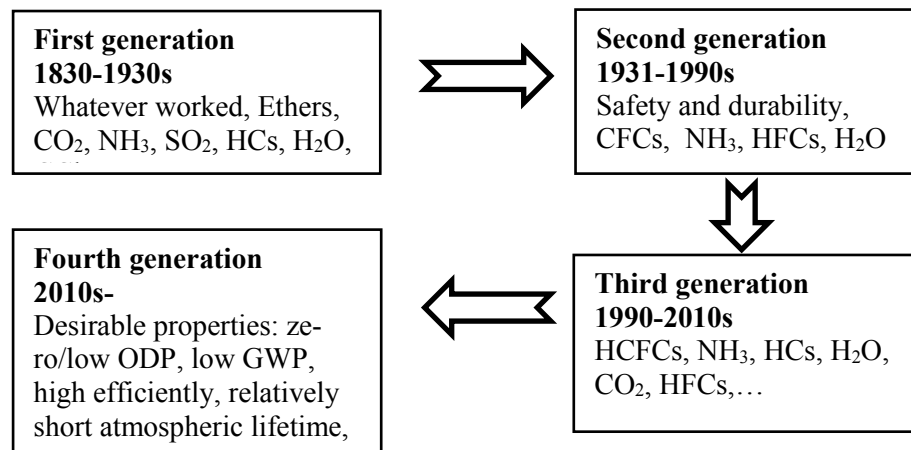 First generation
1830-1930s
Whatever worked, Ethers,
CO₂, NH₃, SO₂, HCs, H₂O,
Second generation
1931-1990s
Safety and durability,
CFCs, NH₃, HFCs, H₂O
Third generation
1990-2010s
HCFCs, NH₃, HCs, H₂O,
CO₂, HFCs,…
Fourth generation
2010s-
Desirable properties: ze-
ro/low ODP, low GWP,
high efficiently, relatively
short atmospheric lifetime,